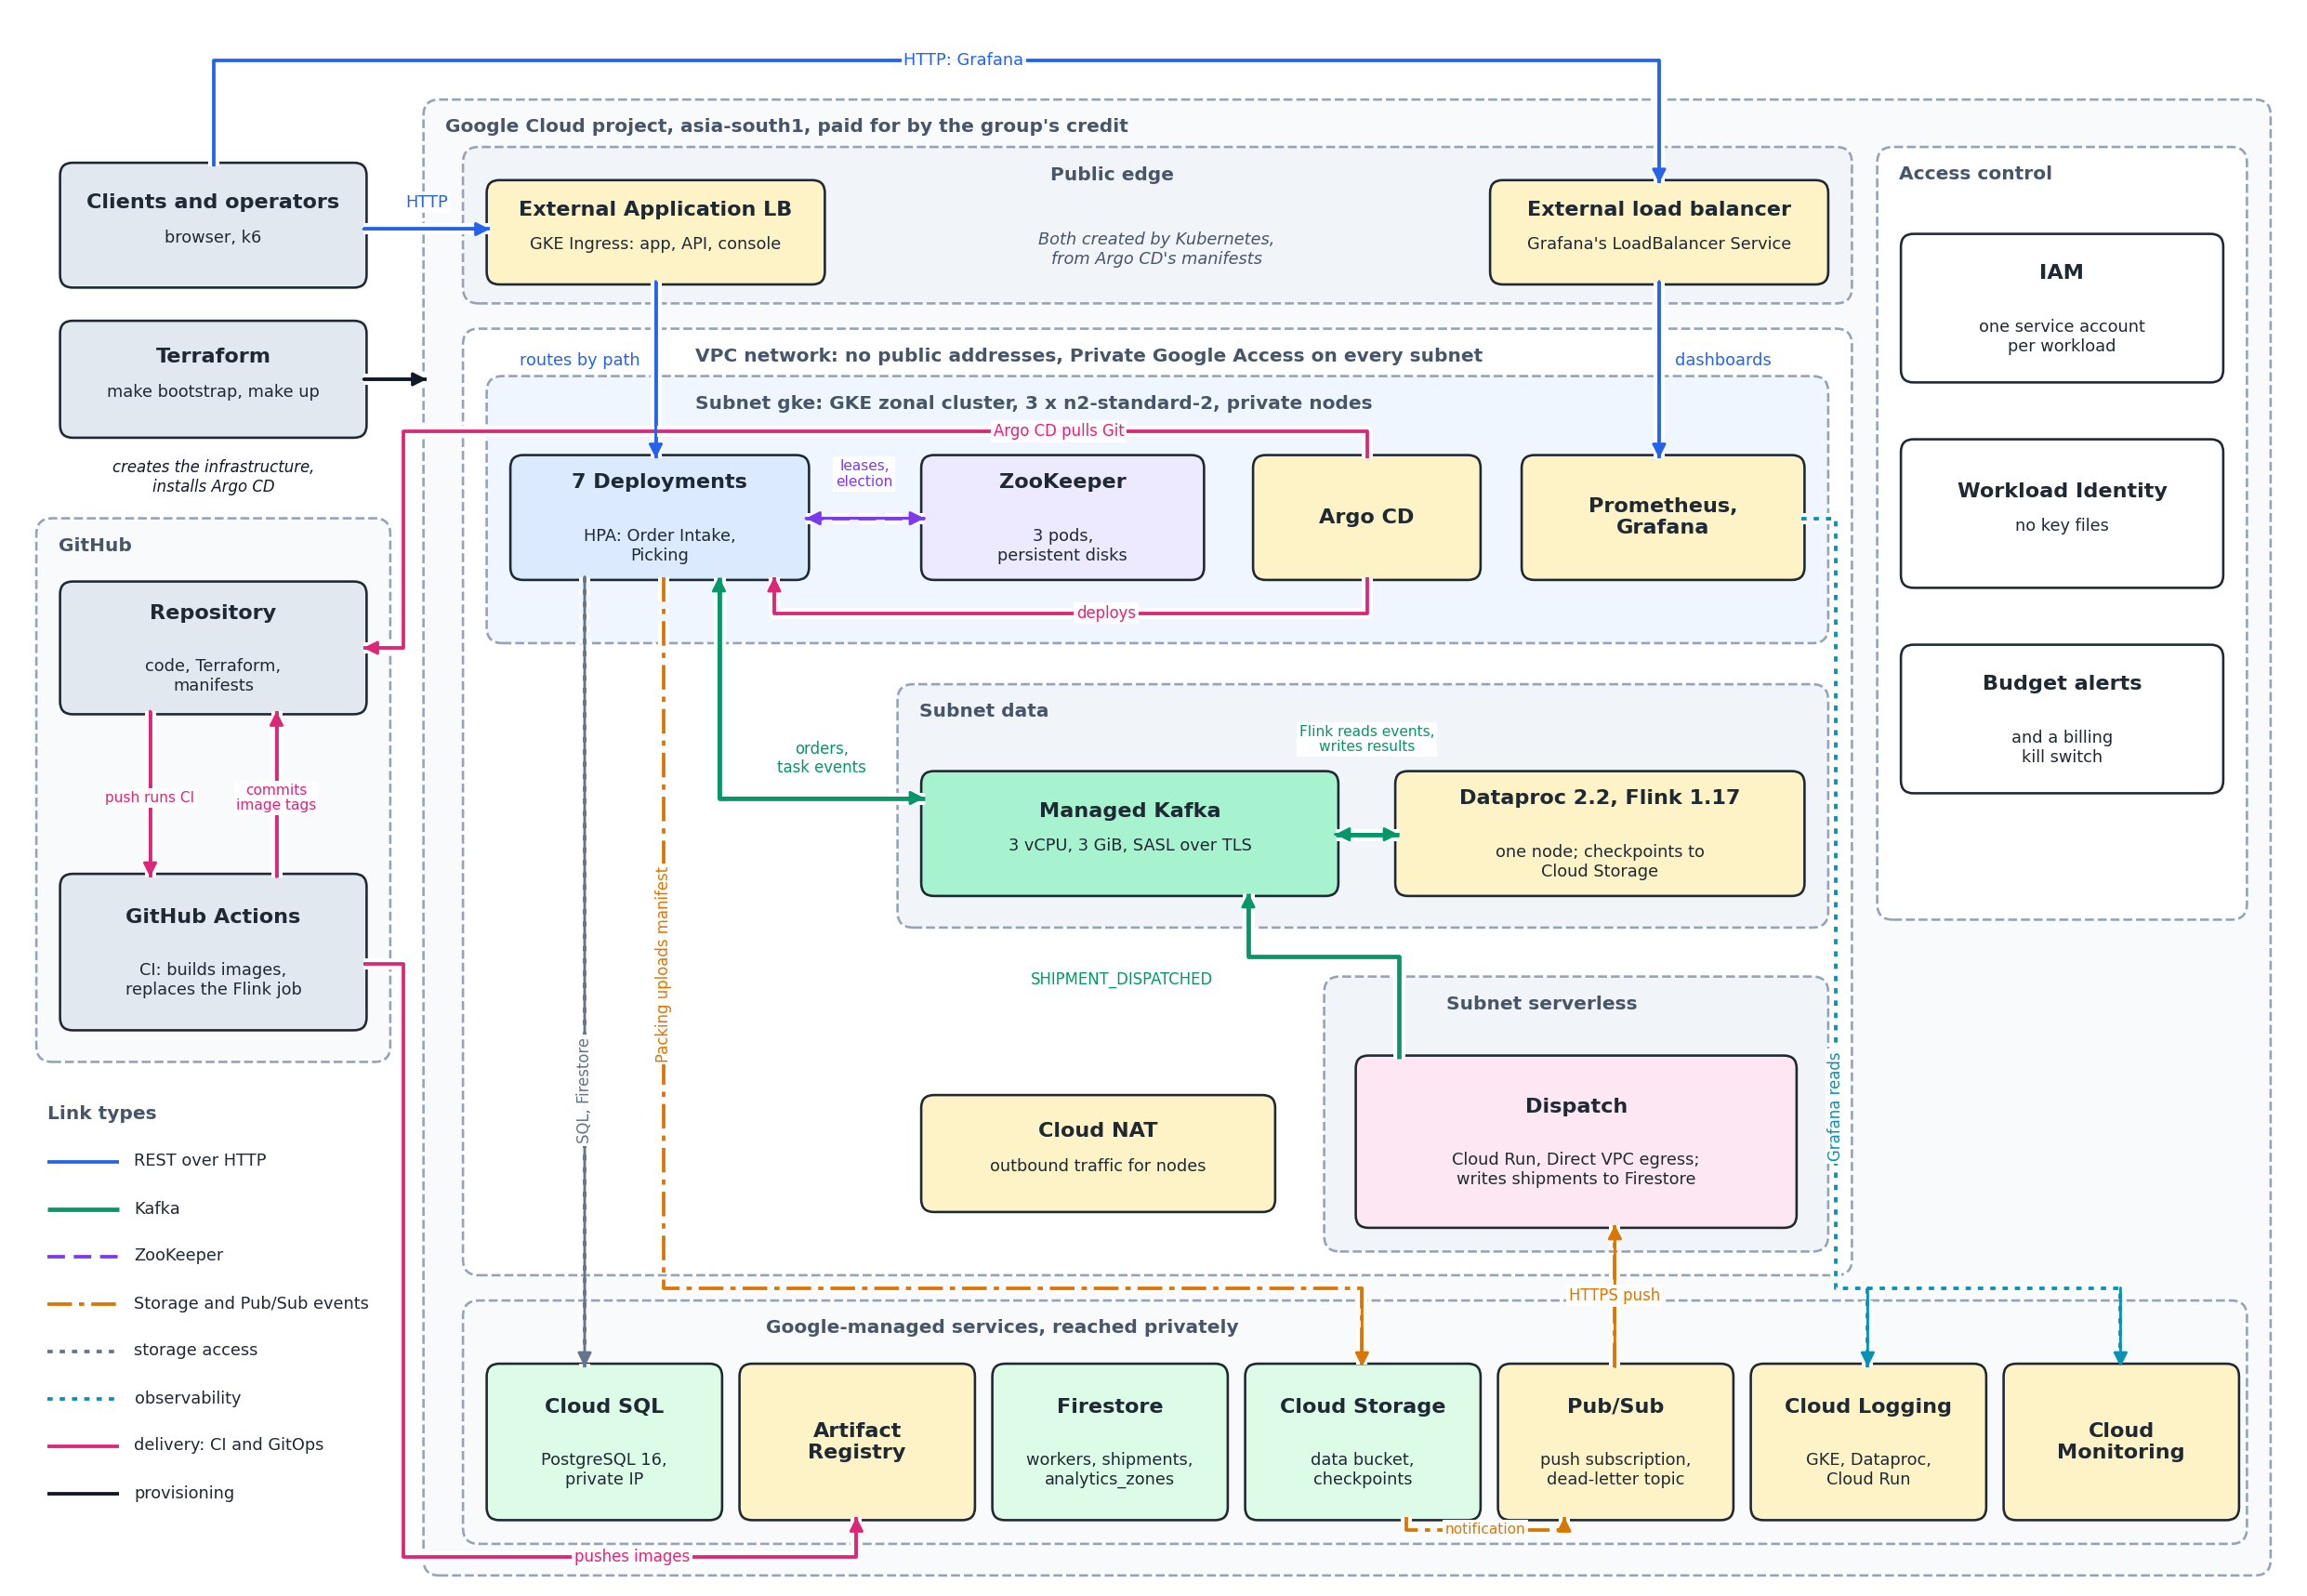 HTTP: Grafana
Google Cloud project, asia-south1, paid for by the group's credit
Clients and operators
browser, k6
HTTP
Public edge
External Application LB
GKE Ingress: app, API, console
Both created by Kubernetes,
from Argo CD's manifests
External load balancer
Grafana's LoadBalancer Service
Access control
IAM
one service account
per workload
Workload Identity
no key files
Budget alerts
and a billing
kill switch
Terraform
make bootstrap, make up
creates the infrastructure,
installs Argo CD
routes by path
VPC network: no public addresses, Private Google Access on every subnet
dashboards
Subnet gke: GKE zonal cluster, 3 x n2-standard-2, private nodes
Argo CD pulls Git
7 Deployments
HPA: Order Intake,
Picking
leases,
election
ZooKeeper
3 pods,
persistent disks
Argo CD
Prometheus,
Grafana
deploys
GitHub
Repository
code, Terraform,
manifests
push runs CI
commits
image tags
GitHub Actions
CI: builds images,
replaces the Flink job
Subnet data
orders,
task events
Flink reads events,
writes results
Managed Kafka
3 vCPU, 3 GiB, SASL over TLS
Dataproc 2.2, Flink 1.17
one node; checkpoints to
Cloud Storage
Packing uploads manifest
SQL, Firestore
SHIPMENT_DISPATCHED
Subnet serverless
Dispatch
Cloud Run, Direct VPC egress;
writes shipments to Firestore
Grafana reads
Cloud NAT
outbound traffic for nodes
HTTPS push
Link types
REST over HTTP
Kafka
ZooKeeper
Storage and Pub/Sub events
storage access
observability
delivery: CI and GitOps
provisioning
Google-managed services, reached privately
Cloud SQL
PostgreSQL 16,
private IP
Artifact
Registry
Firestore
workers, shipments,
analytics_zones
Cloud Storage
data bucket,
checkpoints
Pub/Sub
push subscription,
dead-letter topic
Cloud Logging
GKE, Dataproc,
Cloud Run
Cloud
Monitoring
notification
pushes images